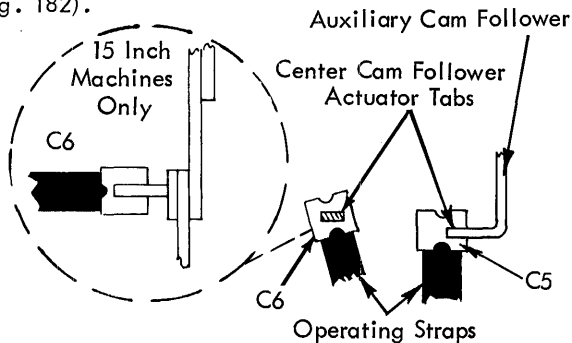 g. 182).
Auxiliary Cam Follower
15 Inch
Machines
Only
Center Cam Follower
Actuator Tabs
C6
C6
C5
Operating Straps